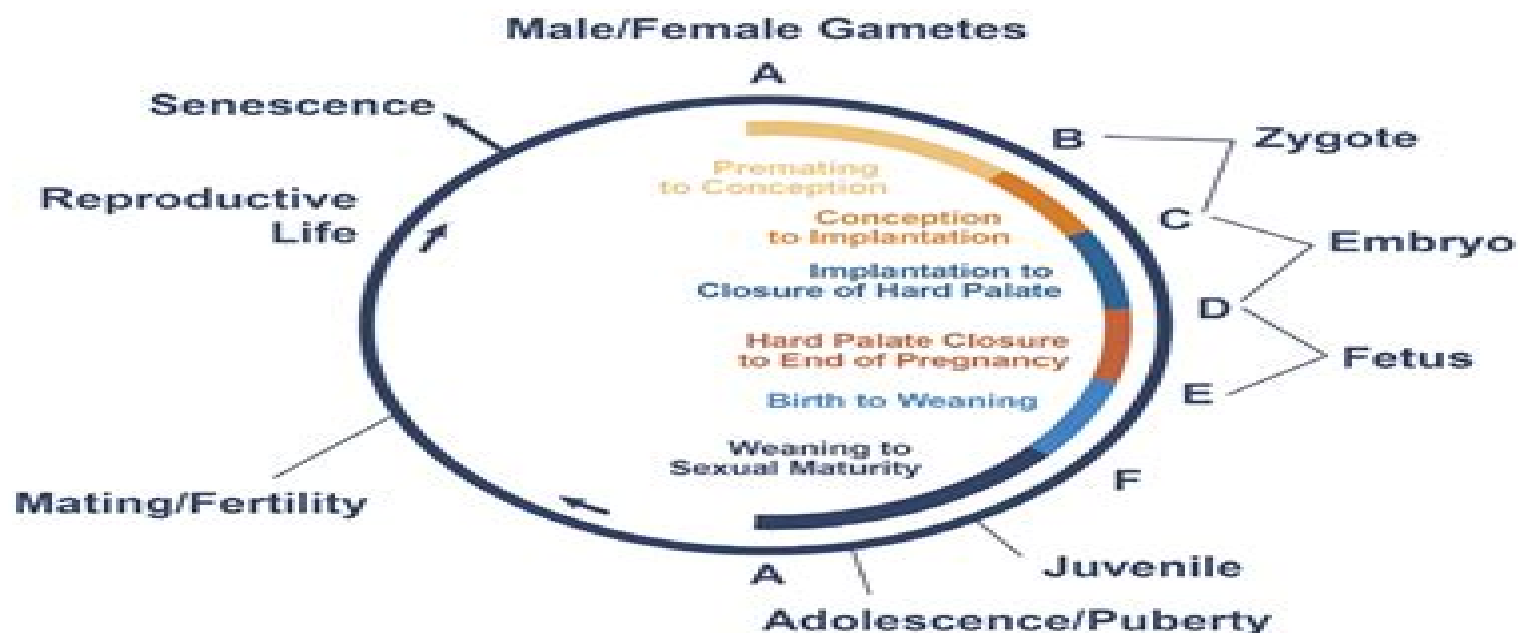 Male/Female Gametes
A
Senescence
B
Zygote
Premating
to Conception
Reproductive
Life
C
Conception
to Implantation
Embryo
Implantation to
Closure of Hard Palate
D
Hard Palate Closure
to End of Pregnancy
Fetus
E
Birth to Weaning
Weaning to
Sexual Maturity
F
Mating/Fertility
Juvenile
A
Adolescence/Puberty